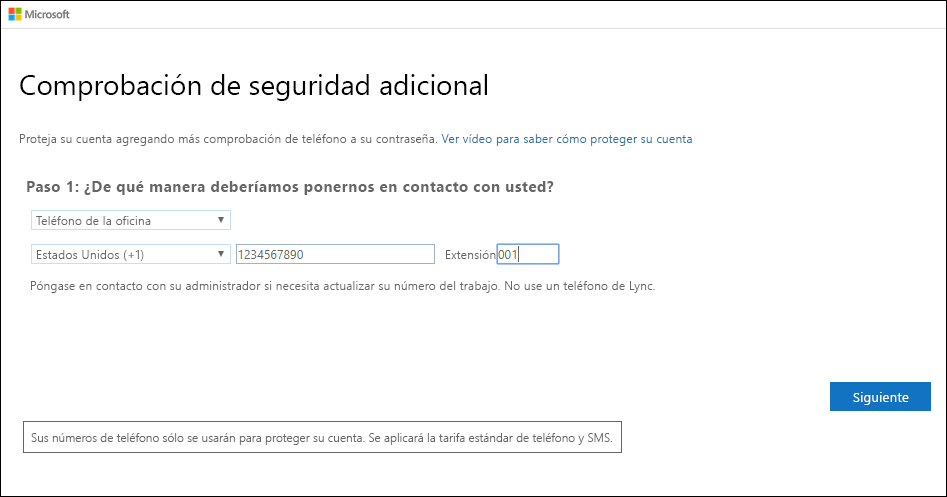 Microsoft
Comprobación de seguridad adicional
Proteja su cuenta agregando más comprobación de teléfono a su contraseña. Ver vídeo para saber cómo proteger su cuenta
Paso 1: ¿De qué manera deberíamos ponernos en contacto con usted?
Teléfono de la oficina
Estados Unidos (+1) 1234567890 Extensión 001
Póngase en contacto con su administrador si necesita actualizar su número del trabajo. No use un teléfono de Lync.
Siguiente
Sus números de teléfono sólo se usarán para proteger su cuenta. Se aplicará la tarifa estándar de teléfono y SMS.